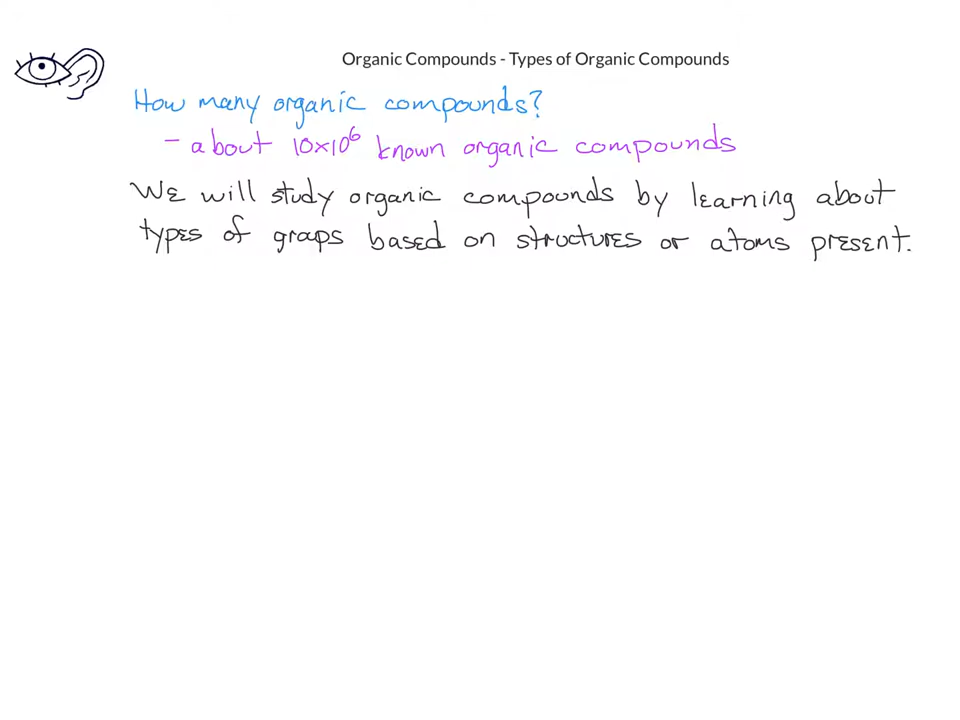 Organic Compounds - Types of Organic Compounds
How many organic compounds?
- about 10x10⁶ known organic compounds
We will study organic compounds by learning about
types of graps based on structures or atoms present.